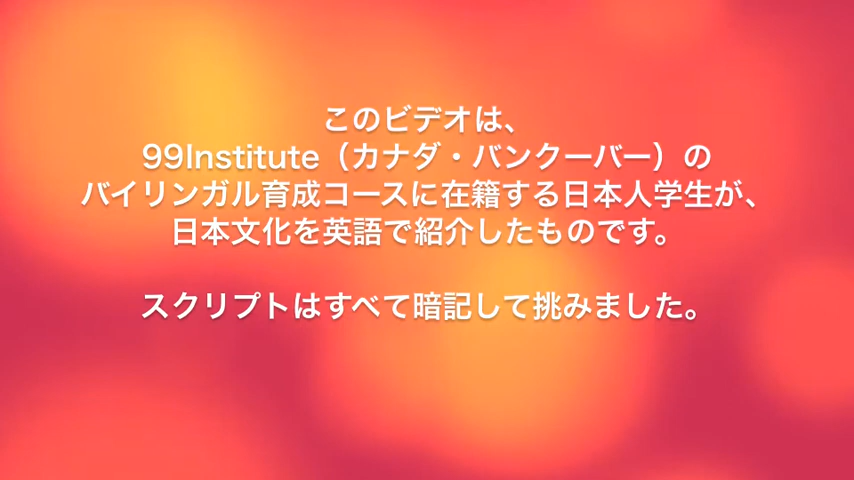 このビデオは、
99Institute（カナダ・バンクーバー）の
バイリンガル育成コースに在籍する日本人学生が、
日本文化を英語で紹介したものです。
スクリプトはすべて暗記して挑みました。